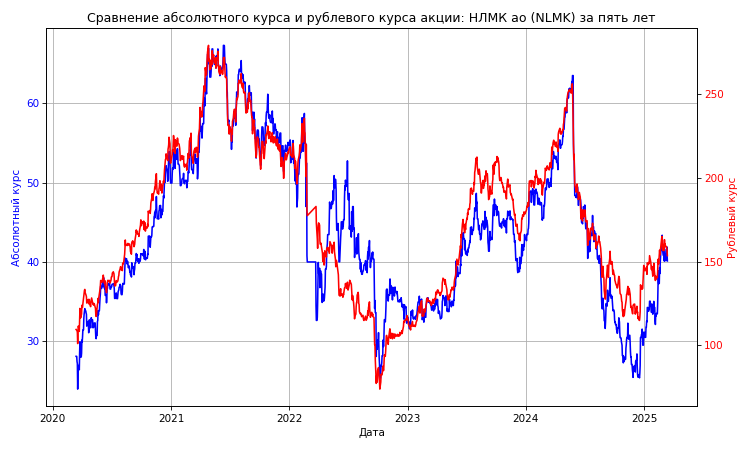 Сравнение абсолютного курса и рублевого курса акции: НЛМК ао (NLMK) за пять лет
Абсолютный курс
60
50
40
30
Рублевый курс
250
200
150
100
2020 2021 2022 2023 2024 2025
Дата